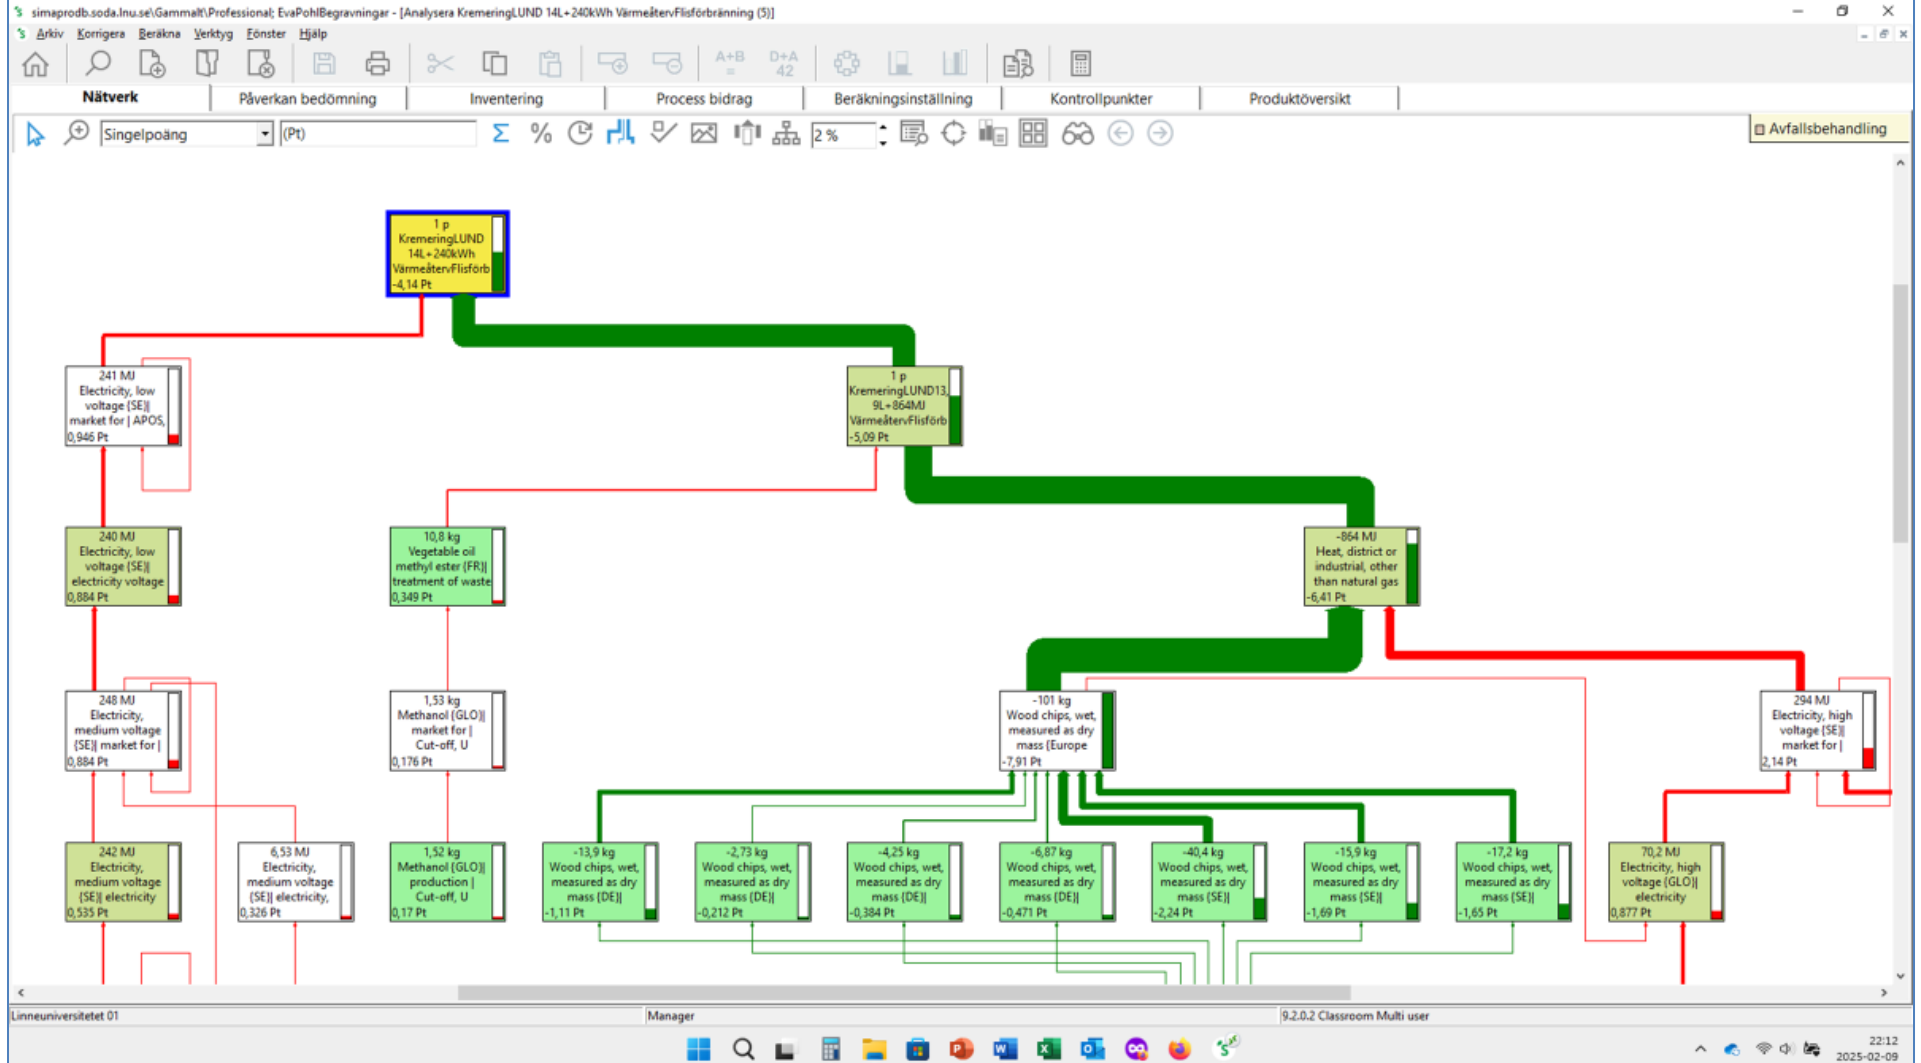 simaprodb.soda.lnu.se\Gammalt\Professional; EvaPohlBegravningar - [Analysera KremeringLUND 14L+240kWh VärmeåtervFlisförbränning (5)]
Arkiv Korrigera Beräkna Verktyg Fönster Hjälp
A+B
=
D+A
42
Nätverk Påverkan bedömning Inventering Process bidrag Beräkningsinställning Kontrollpunkter Produktöversikt
Singelpoäng (Pt) Σ % 2 % Avfallsbehandling
1 p
KremeringLUND
14L+240kWh
VärmeåtervFlisförb
-4,14 Pt
241 MJ
Electricity, low
voltage {SE}|
market for | APOS,
0,946 Pt
1 p
KremeringLUND13,
9L+864MJ
VärmeåtervFlisförb
-5,09 Pt
240 MJ
Electricity, low
voltage {SE}|
electricity voltage
0,884 Pt
10,8 kg
Vegetable oil
methyl ester {FR}|
treatment of waste
0,349 Pt
-864 MJ
Heat, district or
industrial, other
than natural gas
-6,41 Pt
248 MJ
Electricity,
medium voltage
{SE}| market for |
0,884 Pt
1,53 kg
Methanol {GLO}|
market for |
Cut-off, U
0,176 Pt
-101 kg
Wood chips, wet,
measured as dry
mass {Europe
-7,91 Pt
294 MJ
Electricity, high
voltage {SE}|
market for |
2,14 Pt
242 MJ
Electricity,
medium voltage
{SE}| electricity
0,535 Pt
6,53 MJ
Electricity,
medium voltage
{SE}| electricity,
0,326 Pt
1,52 kg
Methanol {GLO}|
production |
Cut-off, U
0,17 Pt
-13,9 kg
Wood chips, wet,
measured as dry
mass {DE}|
-1,11 Pt
-2,73 kg
Wood chips, wet,
measured as dry
mass {DE}|
-0,212 Pt
-4,25 kg
Wood chips, wet,
measured as dry
mass {DE}|
-0,384 Pt
-6,87 kg
Wood chips, wet,
measured as dry
mass {DE}|
-0,471 Pt
-40,4 kg
Wood chips, wet,
measured as dry
mass {SE}|
-2,24 Pt
-15,9 kg
Wood chips, wet,
measured as dry
mass {SE}|
-1,69 Pt
-17,2 kg
Wood chips, wet,
measured as dry
mass {SE}|
-1,65 Pt
70,2 MJ
Electricity, high
voltage {GLO}|
electricity
0,877 Pt
Linneuniversitetet 01 Manager 9.2.0.2 Classroom Multi user
22:12
2025-02-09